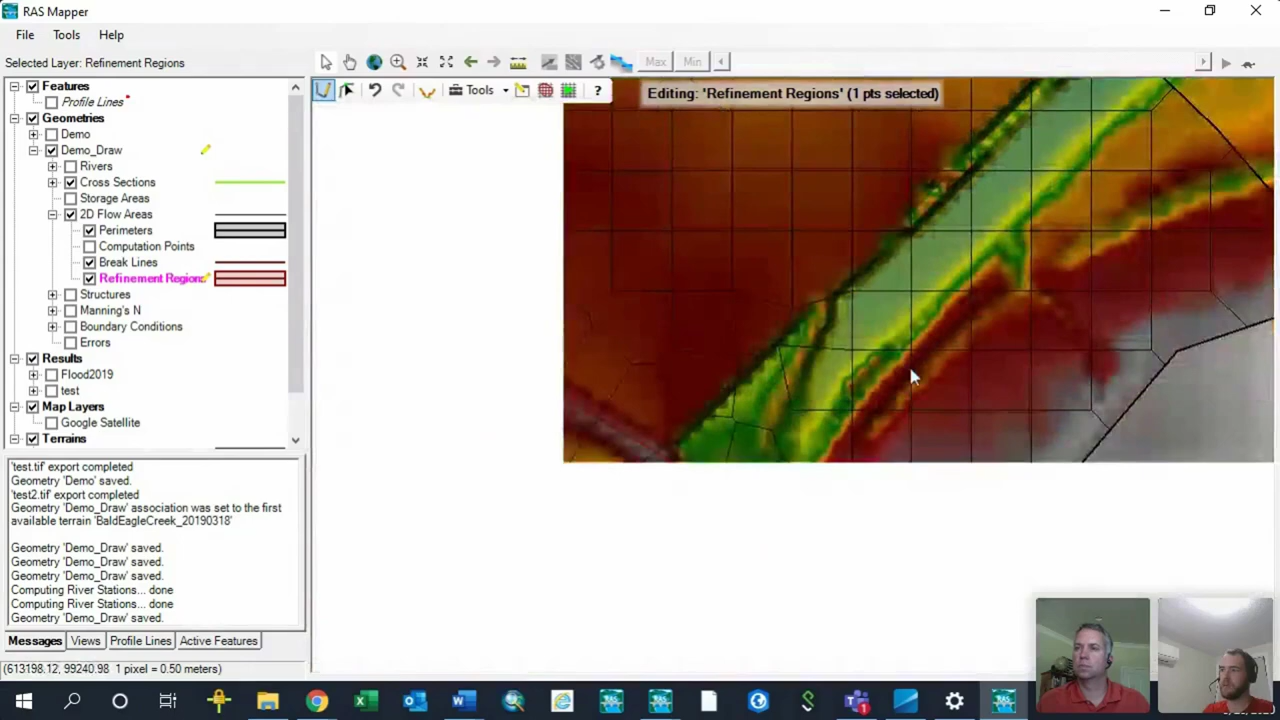 RAS Mapper
File Tools Help
Selected Layer: Refinement Regions
Max Min
Features
Profile Lines
Geometries
Demo
Demo_Draw
Rivers
Cross Sections
Storage Areas
2D Flow Areas
Perimeters
Computation Points
Break Lines
Refinement Regions
Structures
Manning's N
Boundary Conditions
Errors
Results
Flood2019
test
Map Layers
Google Satellite
Terrains
Tools ?
Editing: 'Refinement Regions' (1 pts selected)
'test.tif' export completed
Geometry 'Demo' saved.
'test2.tif' export completed
Geometry 'Demo_Draw' association was set to the first
available terrain 'BaldEagleCreek_20190318'
Geometry 'Demo_Draw' saved.
Geometry 'Demo_Draw' saved.
Geometry 'Demo_Draw' saved.
Computing River Stations... done
Computing River Stations... done
Geometry 'Demo_Draw' saved.
Messages Views Profile Lines Active Features
(613198.12, 99240.98 1 pixel = 0.50 meters)